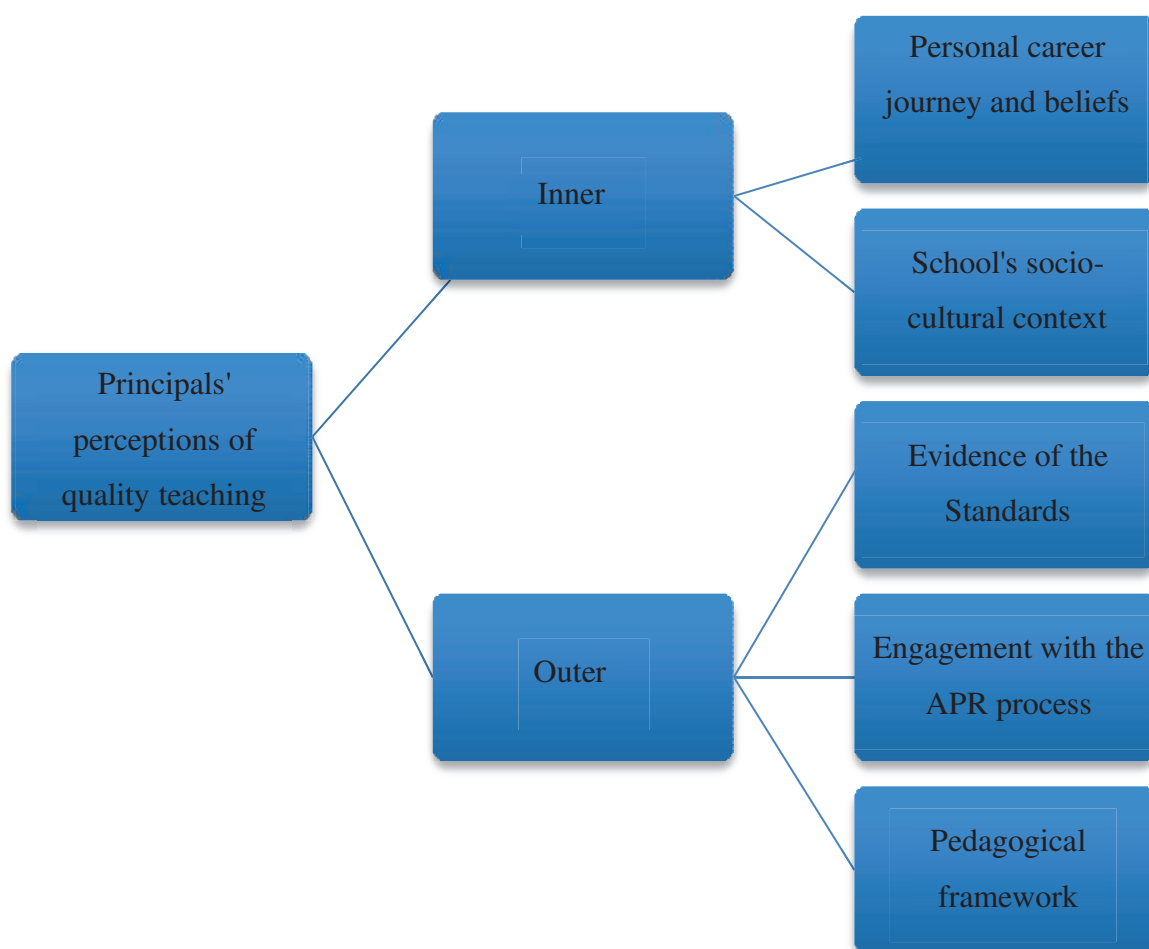 Personal career
journey and beliefs
Inner
School's socio-
cultural context
Principals'
perceptions of
quality teaching
Evidence of the
Standards
Outer
Engagement with the
APR process
Pedagogical
framework